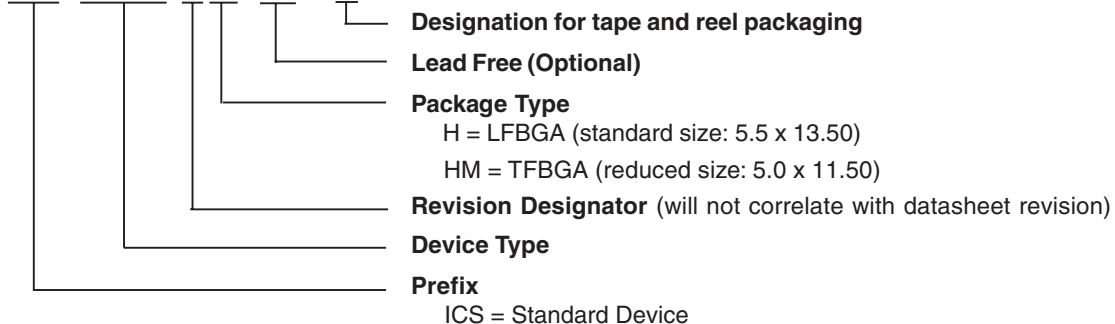 Designation for tape and reel packaging
Lead Free (Optional)
Package Type
H = LFBGA (standard size: 5.5 x 13.50)
HM = TFBGA (reduced size: 5.0 x 11.50)
Revision Designator (will not correlate with datasheet revision)
Device Type
Prefix
ICS = Standard Device